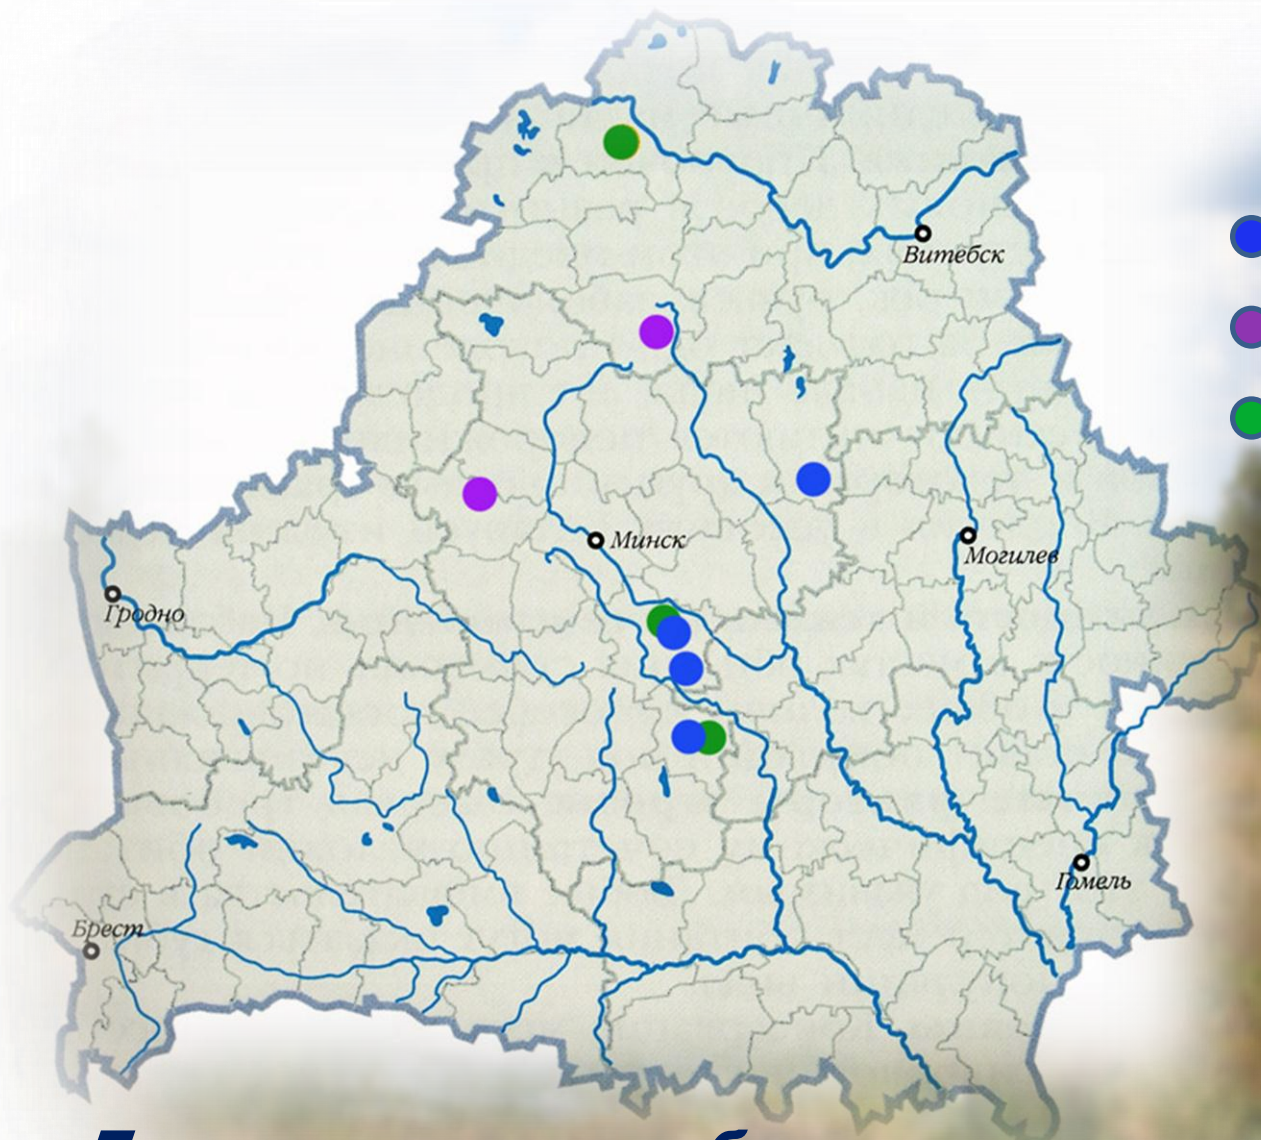 Витебск
Минск
Могилев
Гродно
Гомель
Брест